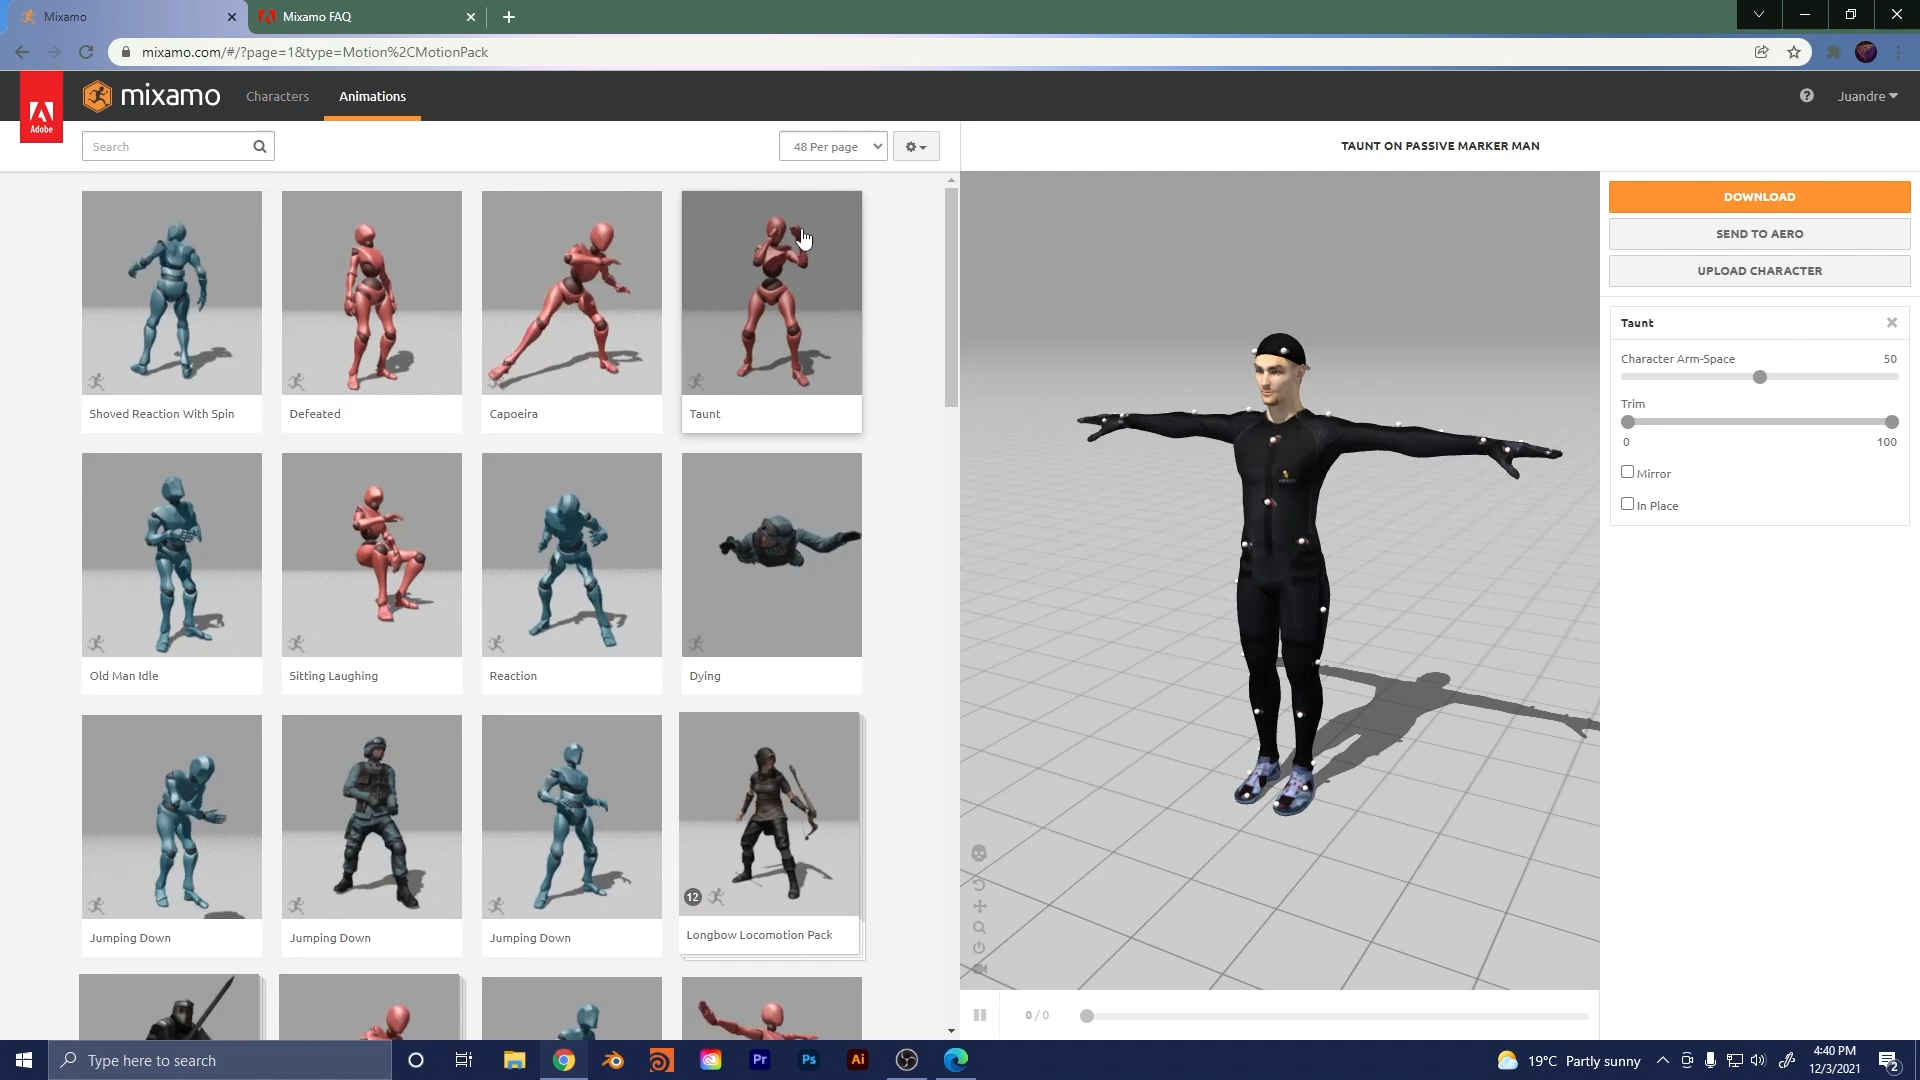 Mixamo
Mixamo FAQ
mixamo.com/#/?page=1&type=Motion%2CMotionPack
Adobe
mixamo
Characters
Animations
Juandre
Search
48 Per page
TAUNT ON PASSIVE MARKER MAN
DOWNLOAD
SEND TO AERO
UPLOAD CHARACTER
Taunt
Character Arm-Space
50
Trim
0
100
Mirror
In Place
Shoved Reaction With Spin
Defeated
Capoeira
Taunt
Old Man Idle
Sitting Laughing
Reaction
Dying
Jumping Down
Jumping Down
Jumping Down
12
Longbow Locomotion Pack
0 / 0
Type here to search
Pr
Ps
Ai
19°C Partly sunny
4:40 PM
12/3/2021
2